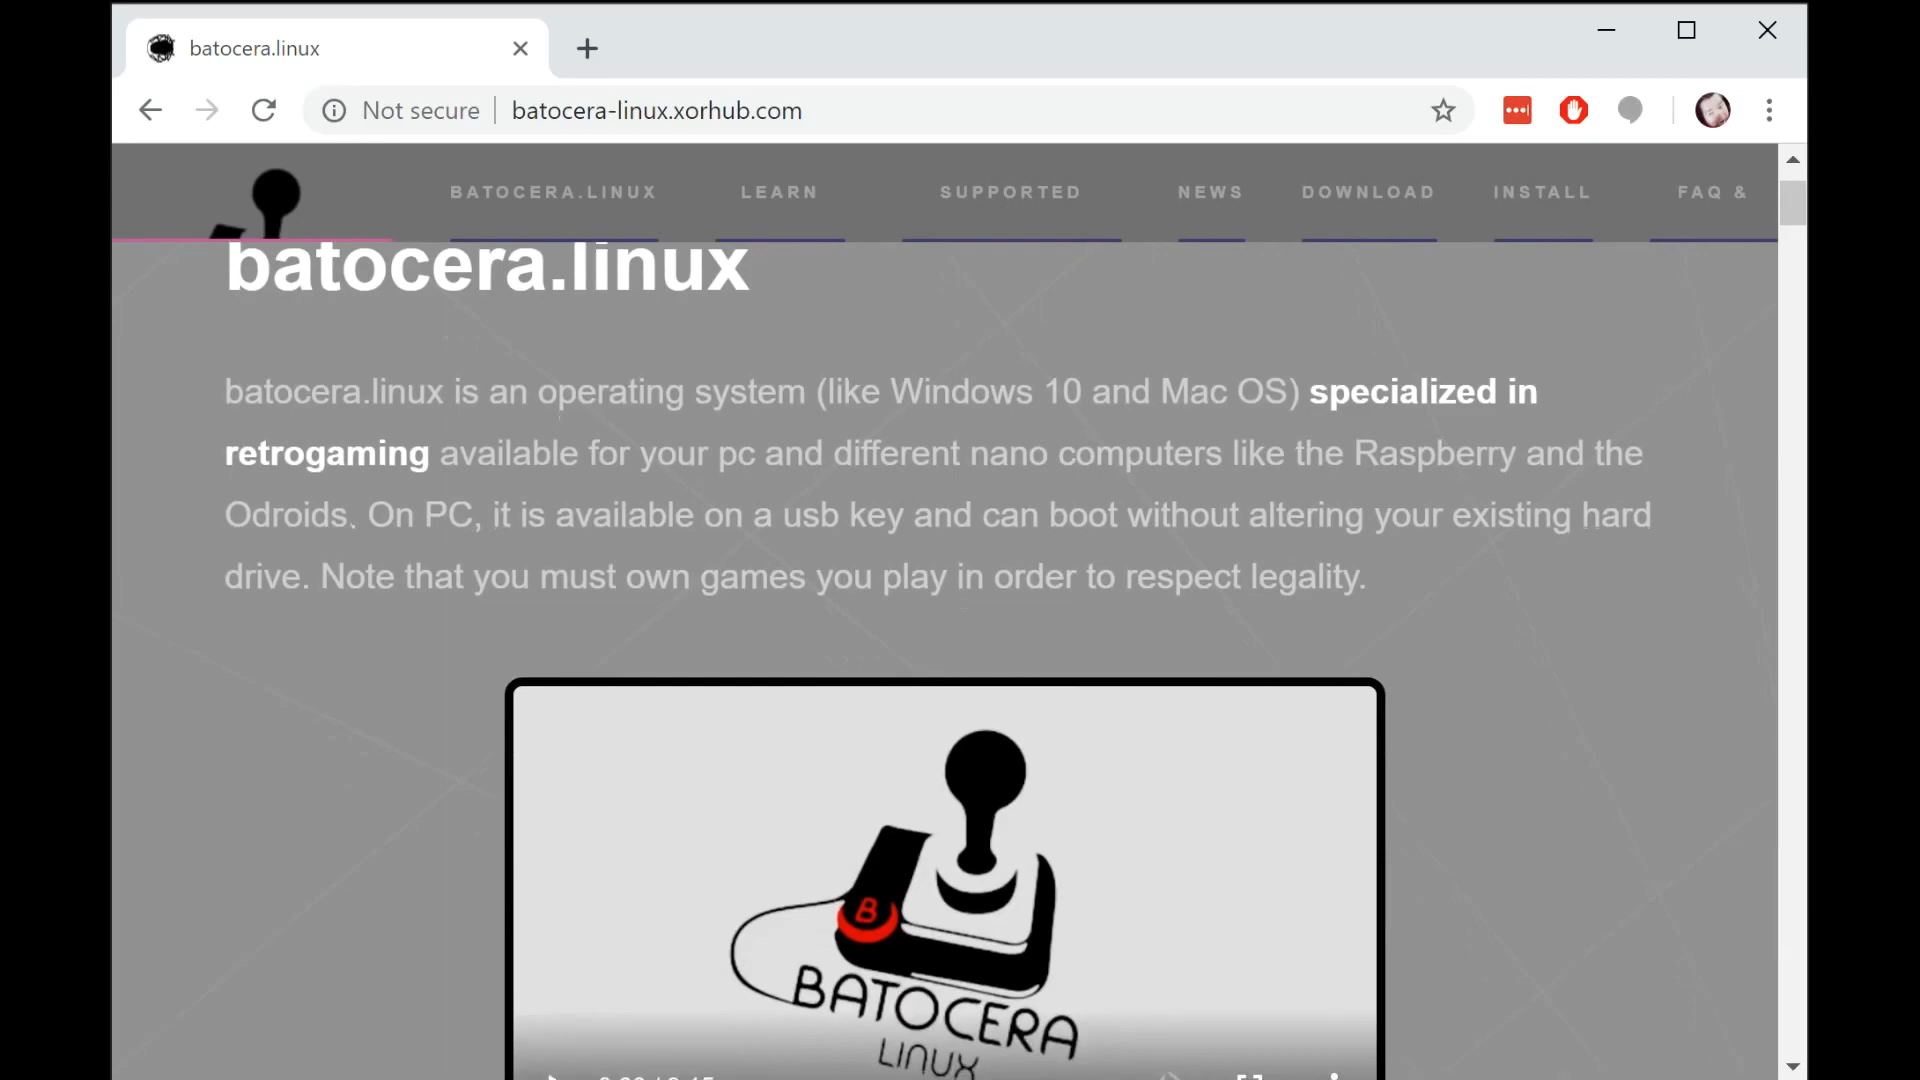 batocera.linux
Not secure
batocera-linux.xorhub.com
BATOCERA.LINUX LEARN SUPPORTED NEWS DOWNLOAD INSTALL FAQ &
batocera.linux
batocera.linux is an operating system (like Windows 10 and Mac OS) specialized in
retrogaming available for your pc and different nano computers like the Raspberry and the
Odroids. On PC, it is available on a usb key and can boot without altering your existing hard
drive. Note that you must own games you play in order to respect legality.
B
BATOCERA
LINUX